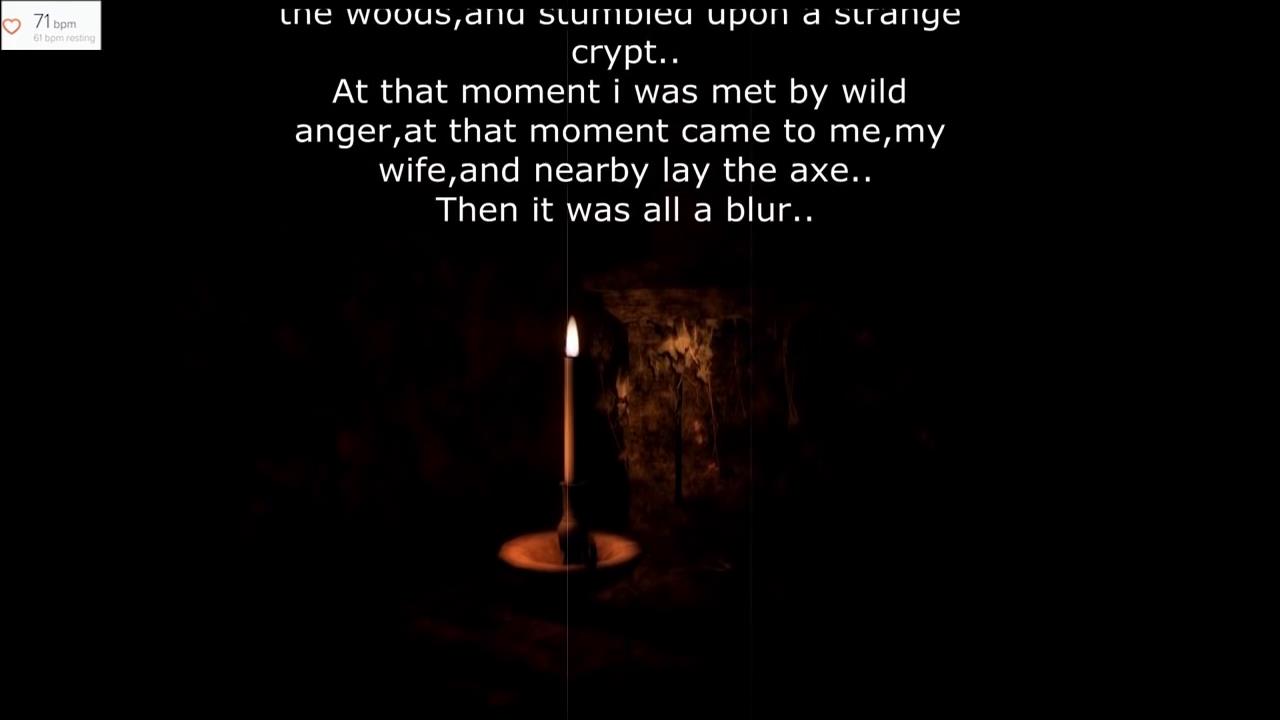 71 bpm
61 bpm resting
the woods,and stumbled upon a strange
crypt..
At that moment i was met by wild
anger,at that moment came to me,my
wife,and nearby lay the axe..
Then it was all a blur..